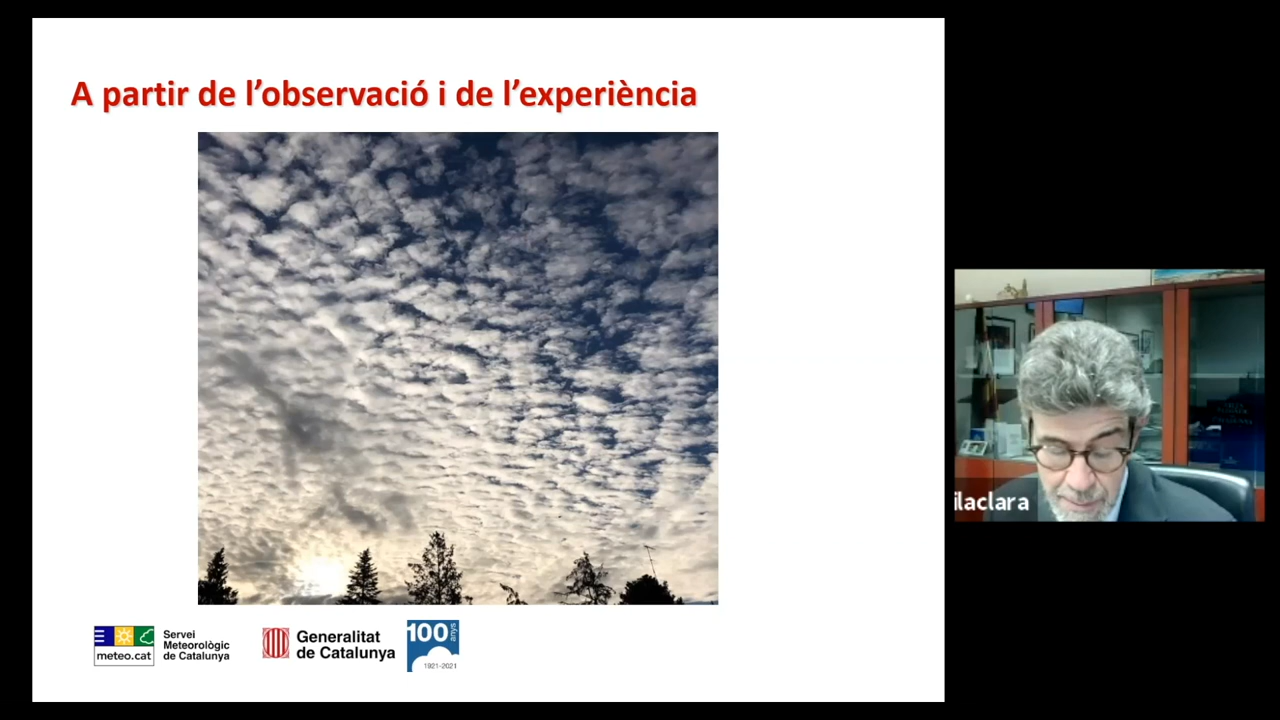 A partir de l’observació i de l’experiència
meteo.cat
Servei
Meteorològic
de Catalunya
Generalitat
de Catalunya
100
anys
1921-2021
ilaclara